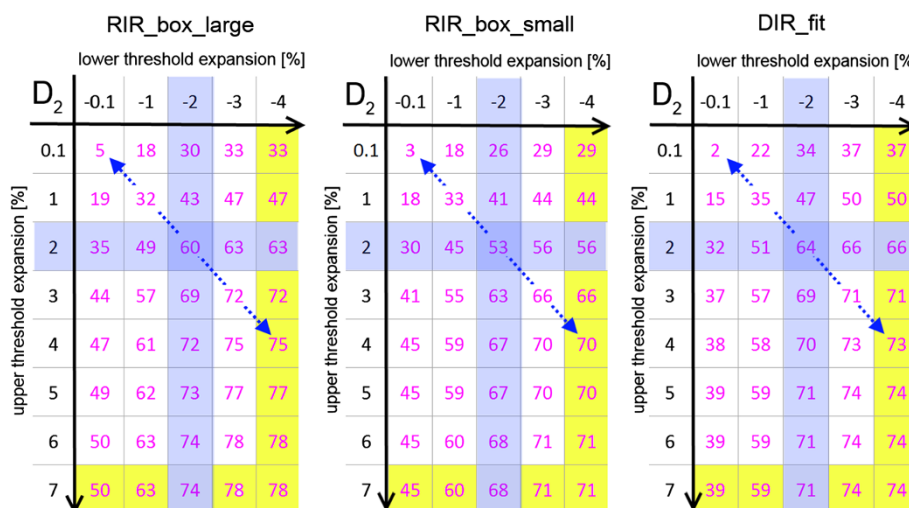 RIR_box_large RIR_box_small DIR_fit
lower threshold expansion [%] lower threshold expansion [%] lower threshold expansion [%]
D2 -0.1 -1 -2 -3 -4 D2 -0.1 -1 -2 -3 -4 D2 -0.1 -1 -2 -3 -4
upper threshold expansion [%] upper threshold expansion [%] upper threshold expansion [%]
0.1 5 18 30 33 33 0.1 3 18 26 29 29 0.1 2 22 34 37 37
1 19 32 43 47 47 1 18 33 41 44 44 1 15 35 47 50 50
2 35 49 60 63 63 2 30 45 53 56 56 2 32 51 64 66 66
3 44 57 69 72 72 3 41 55 63 66 66 3 37 57 69 71 71
4 47 61 72 75 75 4 45 59 67 70 70 4 38 58 70 73 73
5 49 62 73 77 77 5 45 59 67 70 70 5 39 59 71 74 74
6 50 63 74 78 78 6 45 60 68 71 71 6 39 59 71 74 74
7 50 63 74 78 78 7 45 60 68 71 71 7 39 59 71 74 74